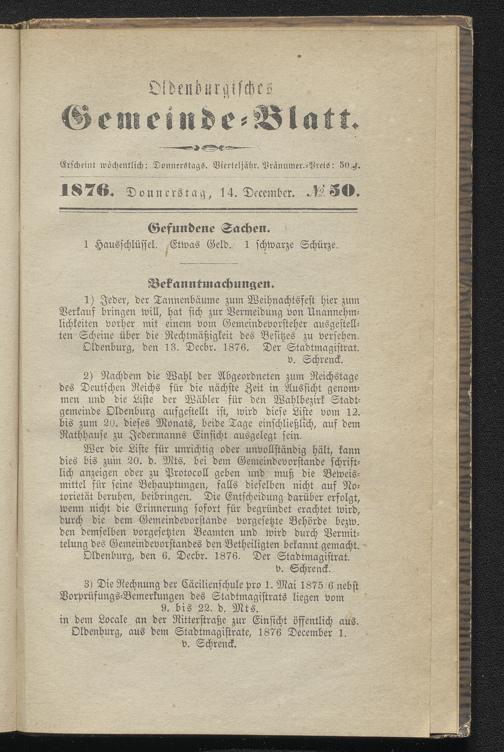 Oldenburgisches
Gemeinde-Blatt.
Erscheint wöchentlich: Donnerstags. Vierteljähr. Pränumer.-Preis: 50 ₰.
1876. Donnerstag, 14. December. № 50.
Gefundene Sachen.
1 Hausschlüssel. Etwas Geld. 1 schwarze Schürze.
Bekanntmachungen.
1) Jeder, der Tannenbäume zum Weihnachtsfest hier zum
Verkauf bringen will, hat sich zur Vermeidung von Unannehm-
lichkeiten vorher mit einem vom Gemeindevorsteher ausgestell-
ten Scheine über die Rechtmäßigkeit des Besitzes zu versehen.
Oldenburg, den 13. Decbr. 1876. Der Stadtmagistrat.
v. Schrenck.
2) Nachdem die Wahl der Abgeordneten zum Reichstage
des Deutschen Reichs für die nächste Zeit in Aussicht genom-
men und die Liste der Wähler für den Wahlbezirk Stadt-
gemeinde Oldenburg aufgestellt ist, wird diese Liste vom 12.
bis zum 20. dieses Monats, beide Tage einschließlich, auf dem
Rathhause zu Jedermanns Einsicht ausgelegt sein.
Wer die Liste für unrichtig oder unvollständig hält, kann
dies bis zum 20. d. Mts. bei dem Gemeindevorstande schrift-
lich anzeigen oder zu Protocoll geben und muß die Beweis-
mittel für seine Behauptungen, falls dieselben nicht auf No-
torietät beruhen, beibringen. Die Entscheidung darüber erfolgt,
wenn nicht die Erinnerung sofort für begründet erachtet wird,
durch die dem Gemeindevorstande vorgesetzte Behörde bezw.
den demselben vorgesetzten Beamten und wird durch Vermit-
telung des Gemeindevorstandes den Betheiligten bekannt gemacht.
Oldenburg, den 6. Decbr. 1876. Der Stadtmagistrat.
v. Schrenck.
3) Die Rechnung der Cäcilienschule pro 1. Mai 1875/6 nebst
Vorprüfungs-Bemerkungen des Stadtmagistrats liegen vom
9. bis 22. d. Mts.
in dem Locale an der Ritterstraße zur Einsicht öffentlich aus.
Oldenburg, aus dem Stadtmagistrate, 1876 December 1.
v. Schrenck.